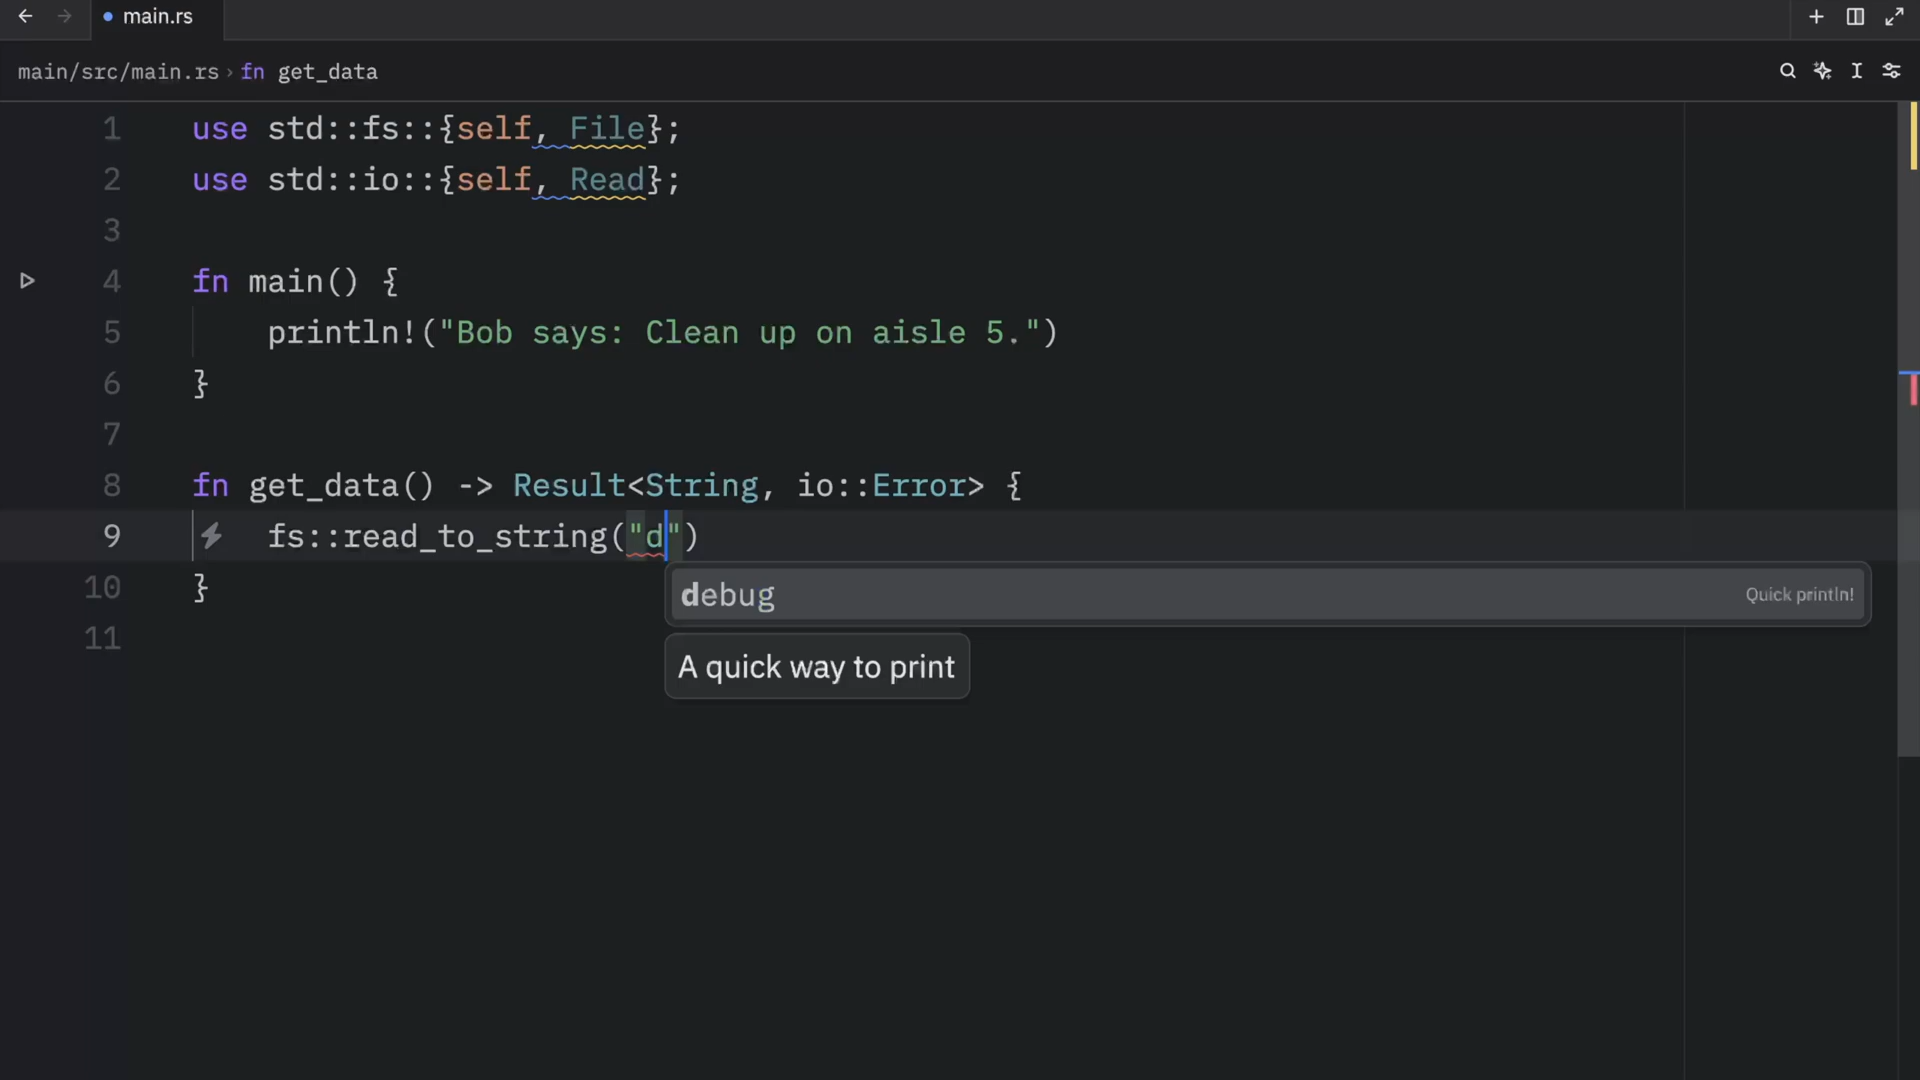 main.rs
main/src/main.rs › fn get_data
1 use std::fs::{self, File};
2 use std::io::{self, Read};
3
4 fn main() {
5 println!("Bob says: Clean up on aisle 5.")
6 }
7
8 fn get_data() -> Result<String, io::Error> {
9 fs::read_to_string("d")
debug Quick println!
10 }
A quick way to print
11